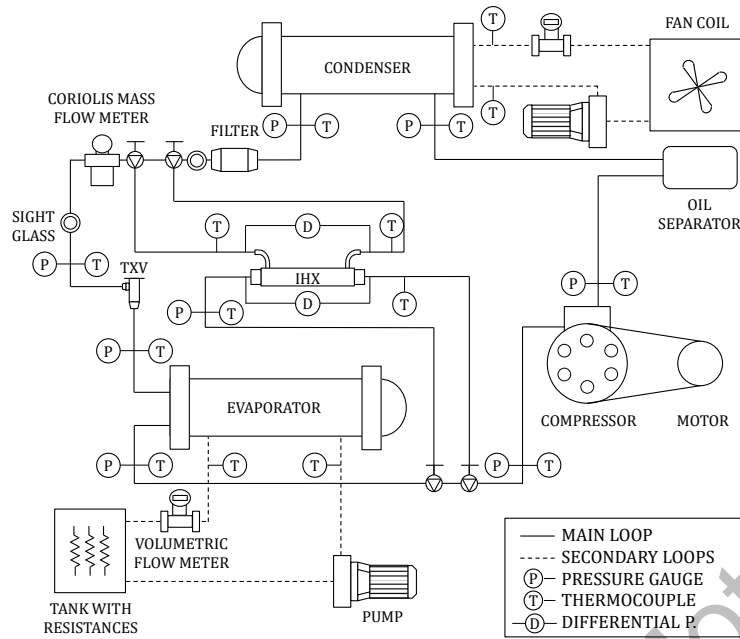 FAN COIL
T
CONDENSER
T
CORIOLIS MASS
FLOW METER
FILTER
P
T
P
T
OIL
SEPARATOR
SIGHT
GLASS
T
D
T
P
T
TXV
IHX
D
T
P
T
P
T
P
T
COMPRESSOR
MOTOR
EVAPORATOR
P
T
T
T
P
T
VOLUMETRIC
FLOW METER
TANK WITH
RESISTANCES
PUMP
MAIN LOOP
SECONDARY LOOPS
P PRESSURE GAUGE
T THERMOCOUPLE
D DIFFERENTIAL P.